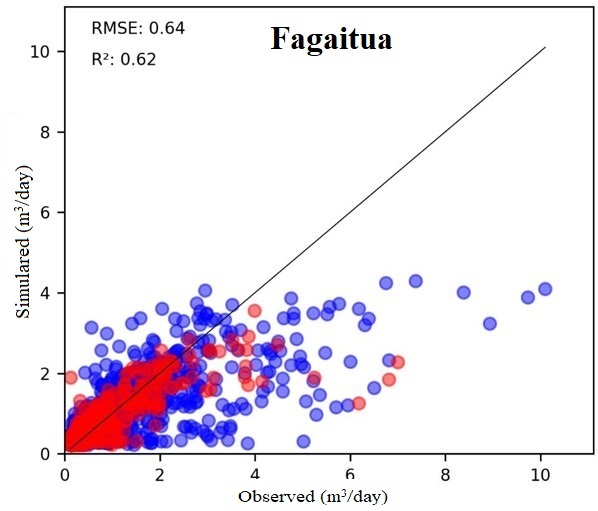 RMSE: 0.64
R²: 0.62
Fagaitua
10
8
6
4
2
0
Simulared (m³/day)
0 2 4 6 8 10
Observed (m³/day)